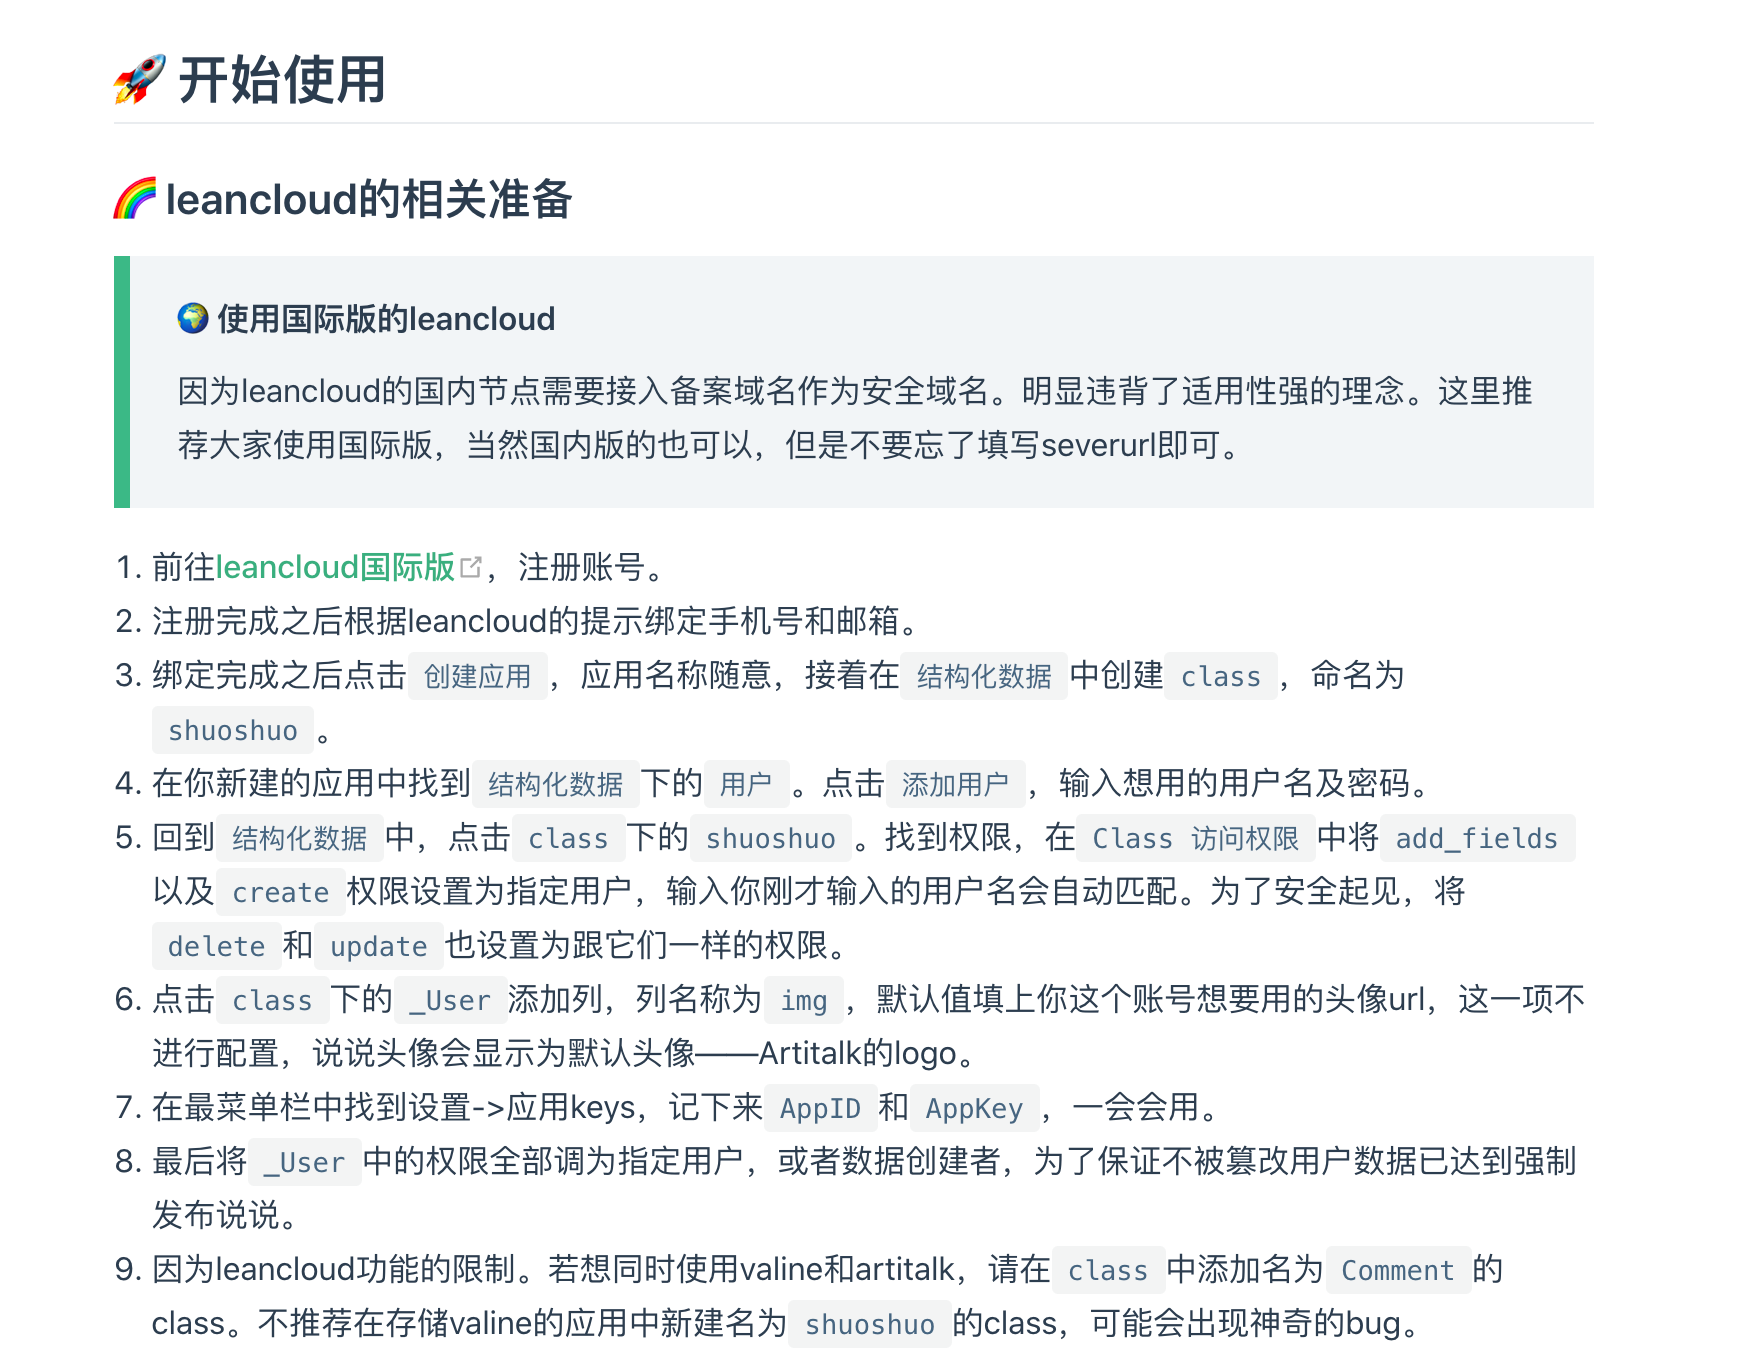 🚀 开始使用
🌈 leancloud的相关准备
🌍 使用国际版的leancloud
因为leancloud的国内节点需要接入备案域名作为安全域名。明显违背了适用性强的理念。这里推
荐大家使用国际版，当然国内版的也可以，但是不要忘了填写severurl即可。
1. 前往leancloud国际版，注册账号。
2. 注册完成之后根据leancloud的提示绑定手机号和邮箱。
3. 绑定完成之后点击 创建应用 ，应用名称随意，接着在 结构化数据 中创建 class ，命名为
shuoshuo 。
4. 在你新建的应用中找到 结构化数据 下的 用户 。点击 添加用户 ，输入想用的用户名及密码。
5. 回到 结构化数据 中，点击 class 下的 shuoshuo 。找到权限，在 Class 访问权限 中将 add_fields
以及 create 权限设置为指定用户，输入你刚才输入的用户名会自动匹配。为了安全起见，将
delete 和 update 也设置为跟它们一样的权限。
6. 点击 class 下的 _User 添加列，列名称为 img ，默认值填上你这个账号想要用的头像url，这一项不
进行配置，说说头像会显示为默认头像——Artitalk的logo。
7. 在最菜单栏中找到设置->应用keys，记下来 AppID 和 AppKey ，一会会用。
8. 最后将 _User 中的权限全部调为指定用户，或者数据创建者，为了保证不被篡改用户数据已达到强制
发布说说。
9. 因为leancloud功能的限制。若想同时使用valine和artitalk，请在 class 中添加名为 Comment 的
class。不推荐在存储valine的应用中新建名为 shuoshuo 的class，可能会出现神奇的bug。